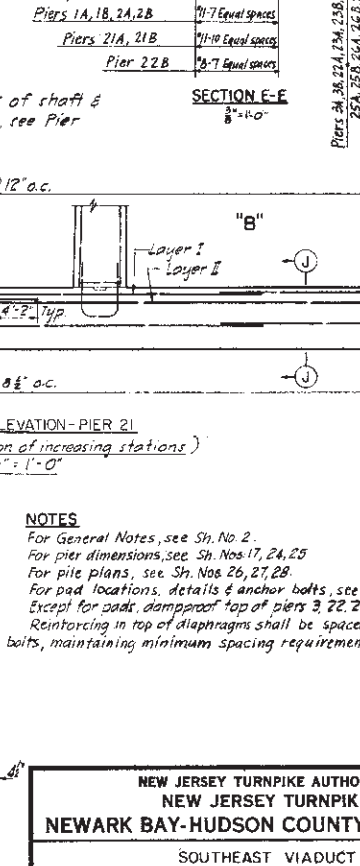 Piers 1A, 1B, 2A, 2B "11-7 Equal spaces
Piers 21A, 21B "11-10 Equal spaces
Pier 22B "8-7 Equal spaces
of shaft &
, see Pier
SECTION E-E
3/8"=1'-0"
12" o.c.
"B"
Layer I
Layer II
J
4'-2" Typ.
8½" o.c.
J
LEVATION-PIER 21
on of increasing stations)
" = 1'-0"
NOTES
For General Notes, see Sh. No. 2.
For pier dimensions, see Sh. Nos. 17, 24, 25
For pile plans, see Sh. Nos. 26, 27, 28.
For pad locations, details & anchor bolts, see
Except for pads, dampproof top of piers 3, 22, 2
Reinforcing in top of diaphragms shall be space
bolts, maintaining minimum spacing requiremen
NEW JERSEY TURNPIKE AUTHO
NEW JERSEY TURNPIK
NEWARK BAY-HUDSON COUNTY
SOUTHEAST VIADUCT